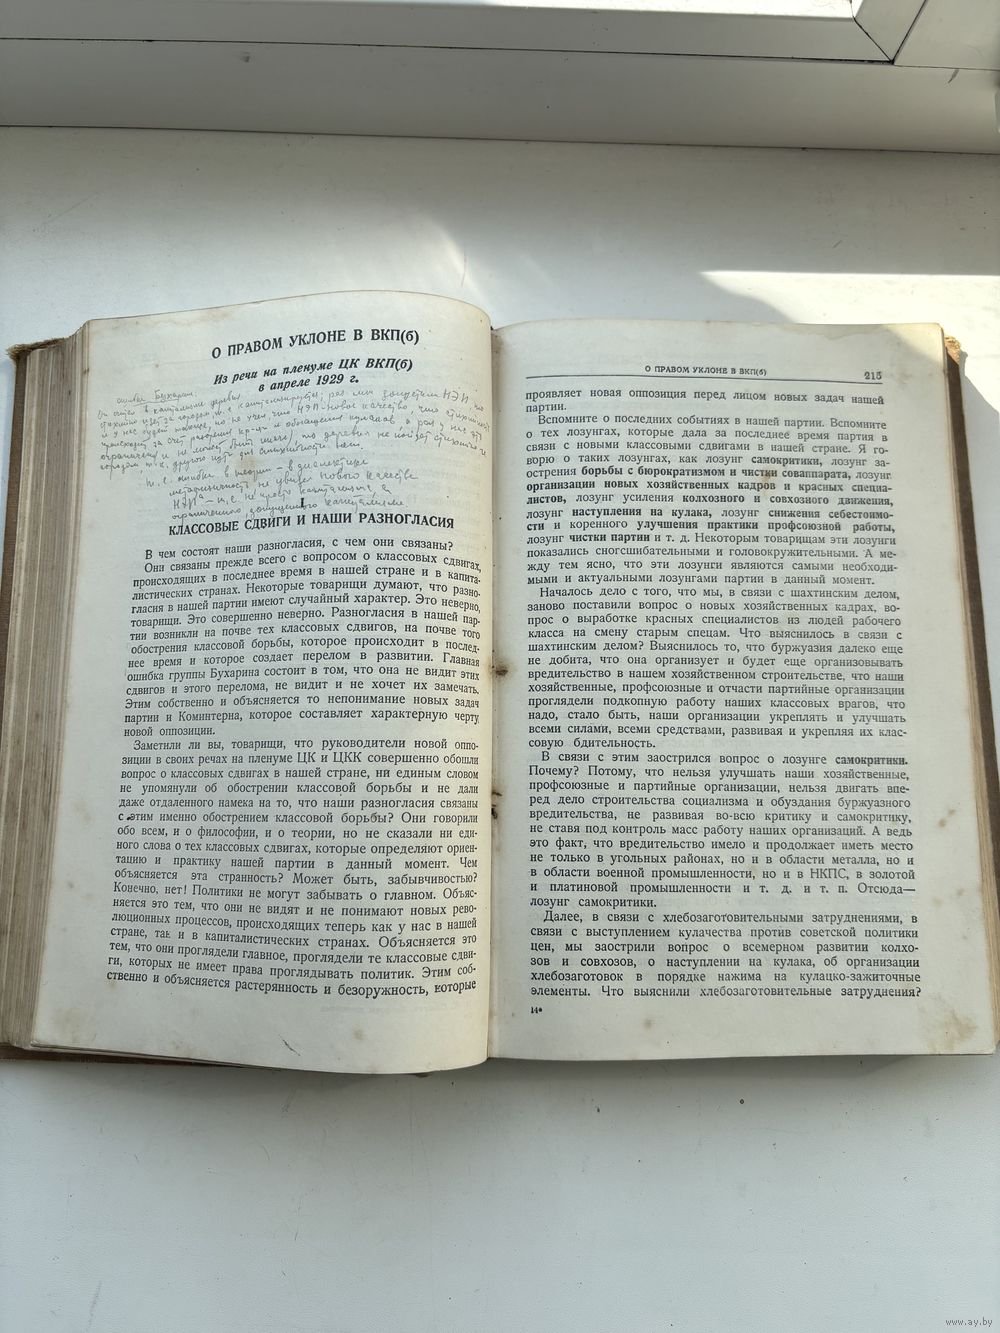 О ПРАВОМ УКЛОНЕ В ВКП(б)
Из речи на пленуме ЦК ВКП(б)
в апреле 1929 г.
Бухарин
I
КЛАССОВЫЕ СДВИГИ И НАШИ РАЗНОГЛАСИЯ
В чем состоят наши разногласия, с чем они связаны?
Они связаны прежде всего с вопросом о классовых сдвигах,
происходящих в последнее время в нашей стране и в капита-
листических странах. Некоторые товарищи думают, что разно-
гласия в нашей партии имеют случайный характер. Это неверно,
товарищи. Это совершенно неверно. Разногласия в нашей пар-
тии возникли на почве тех классовых сдвигов, на почве того
обострения классовой борьбы, которое происходит в послед-
нее время и которое создает перелом в развитии. Главная
ошибка группы Бухарина состоит в том, что она не видит этих
сдвигов и этого перелома, не видит и не хочет их замечать.
Этим собственно и объясняется то непонимание новых задач
партии и Коминтерна, которое составляет характерную черту
новой оппозиции.
Заметили ли вы, товарищи, что руководители новой оппо-
зиции в своих речах на пленуме ЦК и ЦКК совершенно обошли
вопрос о классовых сдвигах в нашей стране, ни единым словом
не упомянули об обострении классовой борьбы и не дали
даже отдаленного намека на то, что наши разногласия связаны
с этим именно обострением классовой борьбы? Они говорили
обо всем, и о философии, и о теории, но не сказали ни еди-
ного слова о тех классовых сдвигах, которые определяют ориен-
тацию и практику нашей партии в данный момент. Чем
объясняется эта странность? Может быть, забывчивостью?
Конечно, нет! Политики не могут забывать о главном. Объяс-
няется это тем, что они не видят и не понимают новых рево-
люционных процессов, происходящих теперь как у нас в нашей
стране, так и в капиталистических странах. Объясняется это
тем, что они проглядели главное, проглядели те классовые сдви-
ги, которых не имеет права проглядывать политик. Этим соб-
ственно и объясняется растерянность и безоружность, которые
О ПРАВОМ УКЛОНЕ В ВКП(б)
215
проявляет новая оппозиция перед лицом новых задач нашей
партии.
Вспомните о последних событиях в нашей партии. Вспомните
о тех лозунгах, которые дала за последнее время партия в
связи с новыми классовыми сдвигами в нашей стране. Я го-
ворю о таких лозунгах, как лозунг самокритики, лозунг за-
острения борьбы с бюрократизмом и чистки соваппарата, лозунг
организации новых хозяйственных кадров и красных специа-
листов, лозунг усиления колхозного и совхозного движения,
лозунг наступления на кулака, лозунг снижения себестоимо-
сти и коренного улучшения практики профсоюзной работы,
лозунг чистки партии и т. д. Некоторым товарищам эти лозунги
показались сногсшибательными и головокружительными. А ме-
жду тем ясно, что эти лозунги являются самыми необходи-
мыми и актуальными лозунгами партии в данный момент.
Началось дело с того, что мы, в связи с шахтинским делом,
заново поставили вопрос о новых хозяйственных кадрах, во-
прос о выработке красных специалистов из людей рабочего
класса на смену старым спецам. Что выяснилось в связи с
шахтинским делом? Выяснилось то, что буржуазия далеко еще
не добита, что она организует и будет еще организовывать
вредительство в нашем хозяйственном строительстве, что наши
хозяйственные, профсоюзные и отчасти партийные организации
проглядели подкопную работу наших классовых врагов, что
надо, стало быть, наши организации укреплять и улучшать
всеми силами, всеми средствами, развивая и укрепляя их клас-
совую бдительность.
В связи с этим заострился вопрос о лозунге самокритики.
Почему? Потому, что нельзя улучшать наши хозяйственные,
профсоюзные и партийные организации, нельзя двигать впе-
ред дело строительства социализма и обуздания буржуазного
вредительства, не развивая во-всю критику и самокритику,
не ставя под контроль масс работу наших организаций. А ведь
это факт, что вредительство имело и продолжает иметь место
не только в угольных районах, но и в области металла, но и
в области военной промышленности, но и в НКПС, в золотой
и платиновой промышленности и т. д. и т. п. Отсюда—
лозунг самокритики.
Далее, в связи с хлебозаготовительными затруднениями, в
связи с выступлением кулачества против советской политики
цен, мы заострили вопрос о всемерном развитии колхо-
зов и совхозов, о наступлении на кулака, об организации
хлебозаготовок в порядке нажима на кулацко-зажиточные
элементы. Что выяснили хлебозаготовительные затруднения?
14*
www.ay.by